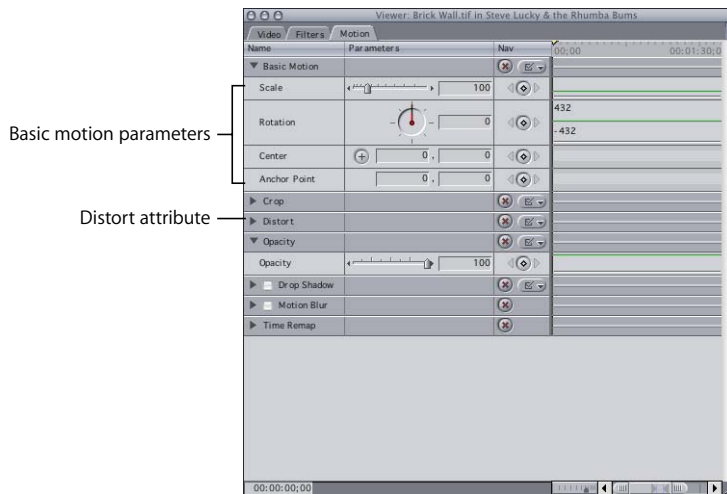 Viewer: Brick Wall.tif in Steve Lucky & the Rhumba Bums
Video Filters Motion
Name Parameters Nav 00;00 00:01:30;0
Basic Motion
Scale 100
432
Rotation 0
-432
Center 0 , 0
Anchor Point 0 , 0
Crop
Distort
Opacity
Opacity 100
Drop Shadow
Motion Blur
Time Remap
00:00:00;00
Basic motion parameters
Distort attribute